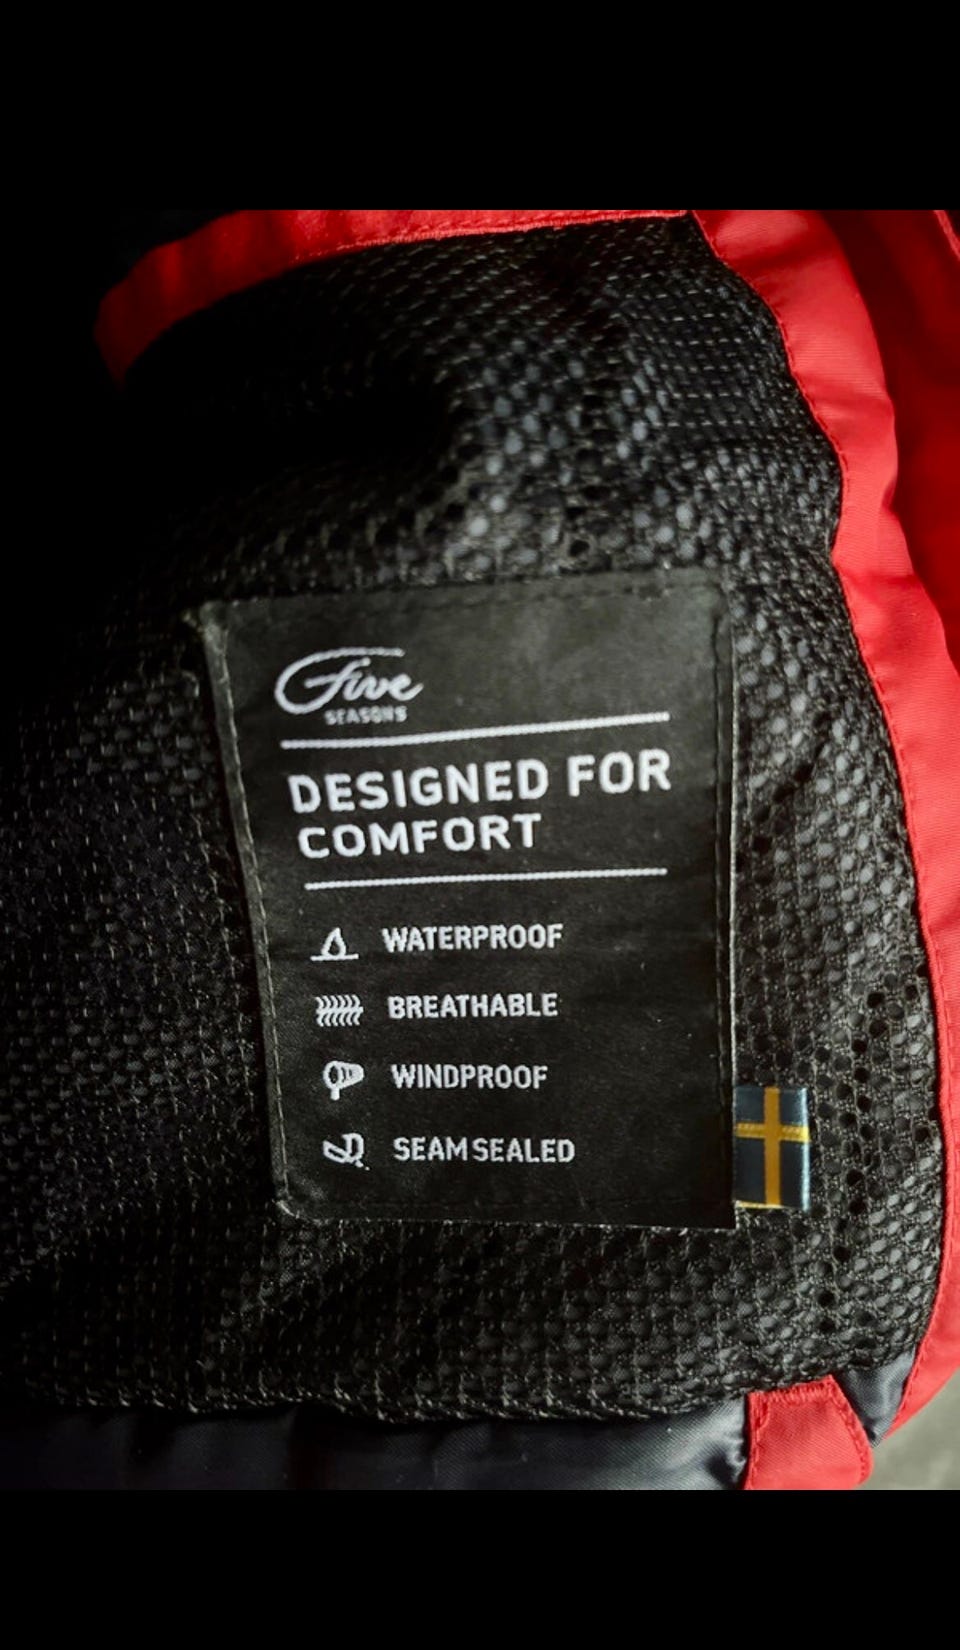 Five
SEASONS
DESIGNED FOR
COMFORT
WATERPROOF
BREATHABLE
WINDPROOF
SEAM SEALED